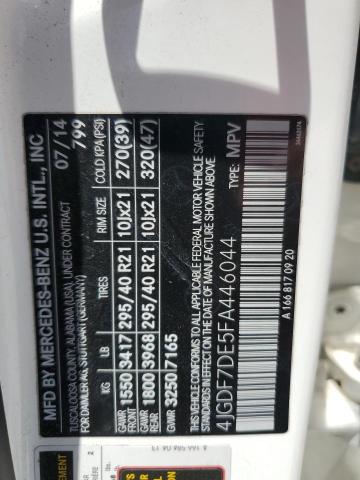 MFG BY MERCEDES-BENZ U.S. INTL., INC
TUSCALOOSA COUNTY, ALABAMA (USA), UNDER CONTRACT
FOR DAIMLER AG, STUTTGART (GERMANY)
07/14
799
KG LB TIRES RIM SIZE COLD KPA (PSI)
GAWR FRONT 1550 3417 295/40 R21 10Jx21 270(39)
GAWR REAR 1800 3968 295/40 R21 10Jx21 320(47)
GVWR 3250 7165
THIS VEHICLE CONFORMS TO ALL APPLICABLE FEDERAL MOTOR VEHICLE SAFETY
STANDARDS IN EFFECT ON THE DATE OF MANUFACTURE SHOWN ABOVE.
4JGDF7DE5FA446044 TYPE: MPV
A 166 817 09 20